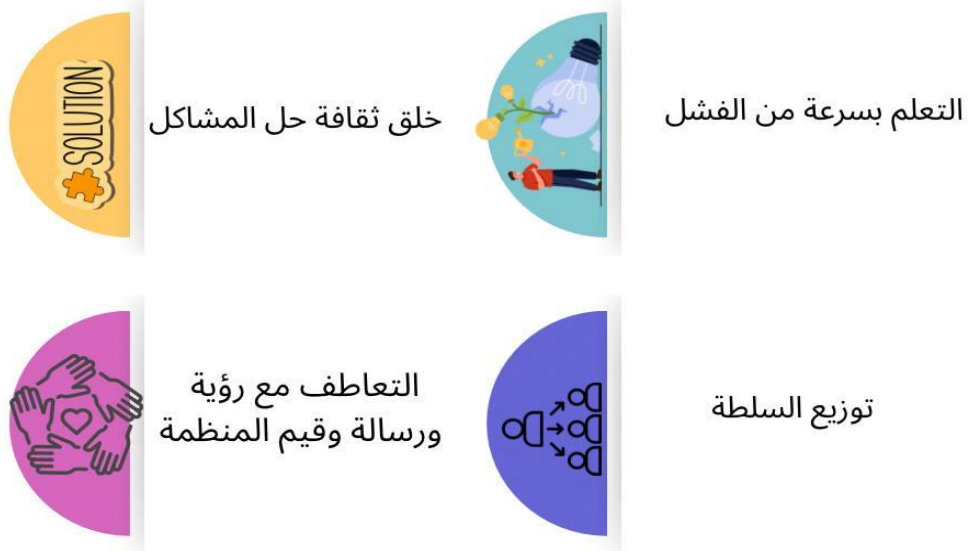 التعلم بسرعة من الفشل
خلق ثقافة حل المشاكل
SOLUTION
توزيع السلطة
التعاطف مع رؤية
ورسالة وقيم المنظمة